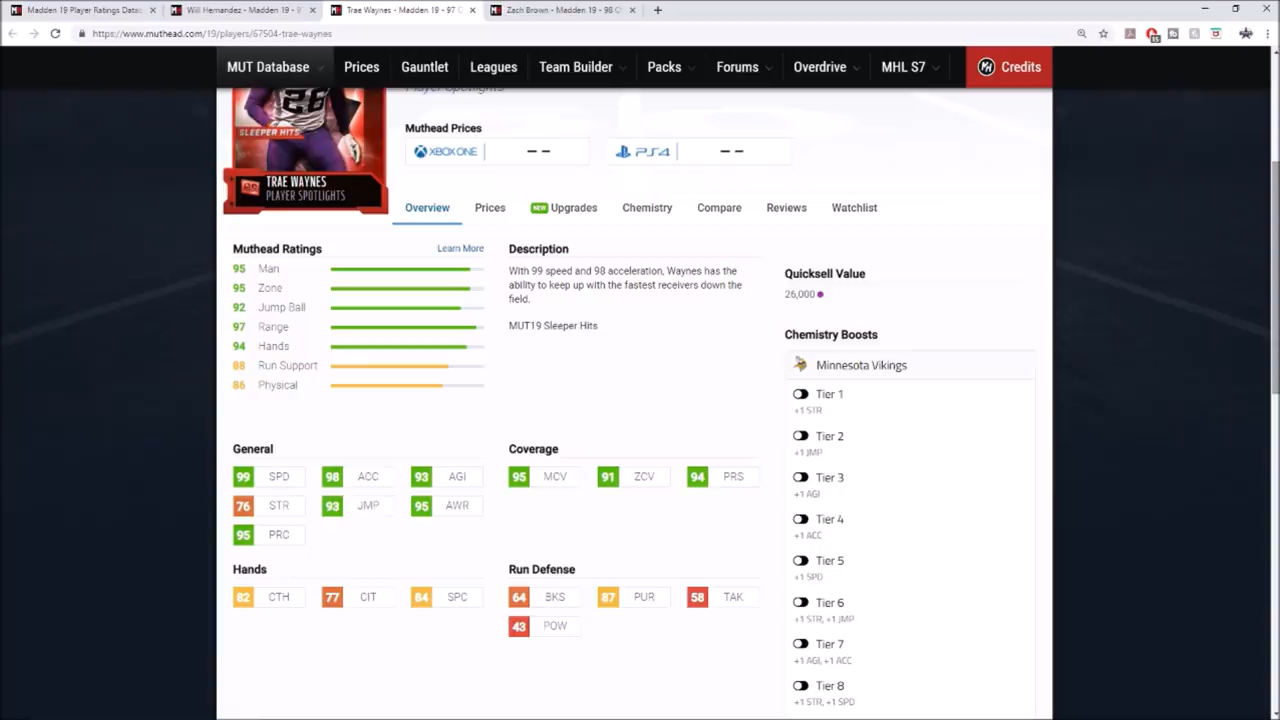 Madden 19 Player Ratings Data
Will Hernandez - Madden 19 - 9
Trae Waynes - Madden 19 - 97 C
Zach Brown - Madden 19 - 98 O
https://www.muthead.com/19/players/67504-trae-waynes
MUT Database
Prices
Gauntlet
Leagues
Team Builder
Packs
Forums
Overdrive
MHL S7
Credits
Player Spotlights
26
SLEEPER HITS
TRAE WAYNES
PLAYER SPOTLIGHTS
Muthead Prices
XBOX ONE
--
PS4
--
Overview
Prices
NEW Upgrades
Chemistry
Compare
Reviews
Watchlist
Muthead Ratings
Learn More
95 Man
95 Zone
92 Jump Ball
97 Range
94 Hands
88 Run Support
86 Physical
Description
With 99 speed and 98 acceleration, Waynes has the
ability to keep up with the fastest receivers down the
field.
MUT19 Sleeper Hits
Quicksell Value
26,000
Chemistry Boosts
Minnesota Vikings
Tier 1
+1 STR
Tier 2
+1 JMP
Tier 3
+1 AGI
Tier 4
+1 ACC
Tier 5
+1 SPD
Tier 6
+1 STR, +1 JMP
Tier 7
+1 AGI, +1 ACC
Tier 8
+1 STR, +1 SPD
General
99 SPD 98 ACC 93 AGI
76 STR 93 JMP 95 AWR
95 PRC
Coverage
95 MCV 91 ZCV 94 PRS
Hands
82 CTH 77 CIT 84 SPC
Run Defense
64 BKS 87 PUR 58 TAK
43 POW